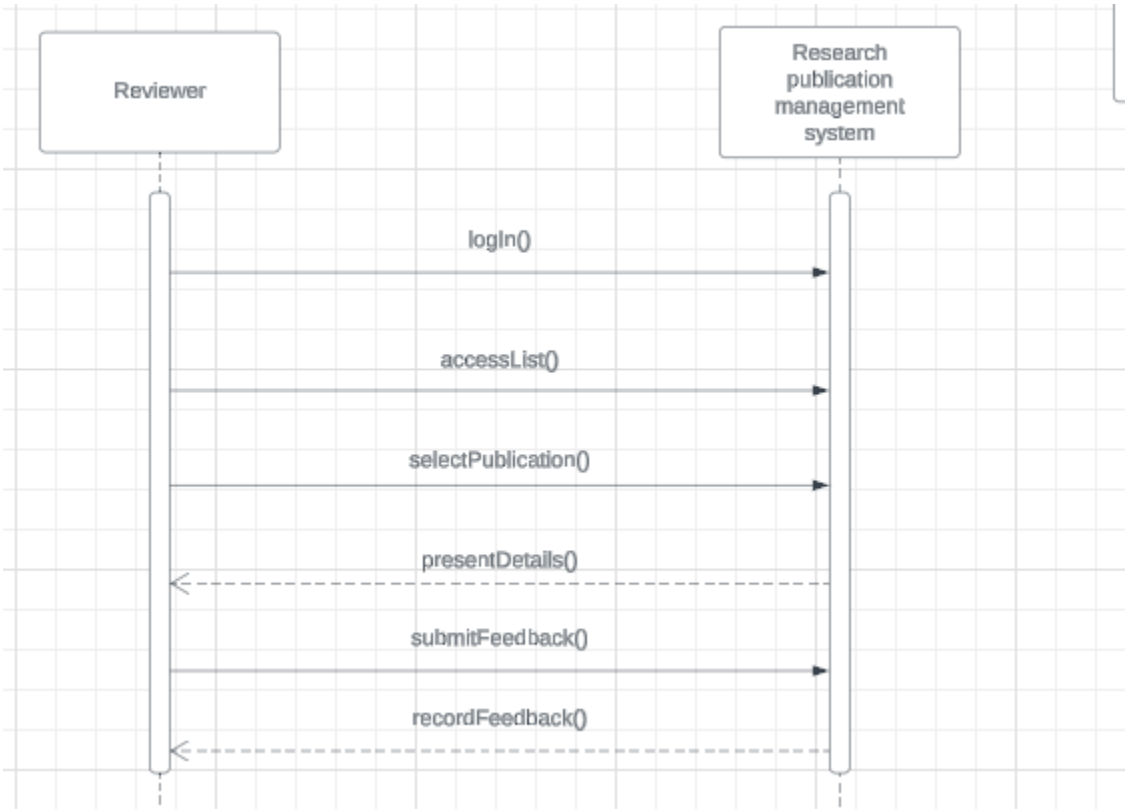 Reviewer
Research
publication
management
system
logIn()
accessList()
selectPublication()
presentDetails()
submitFeedback()
recordFeedback()